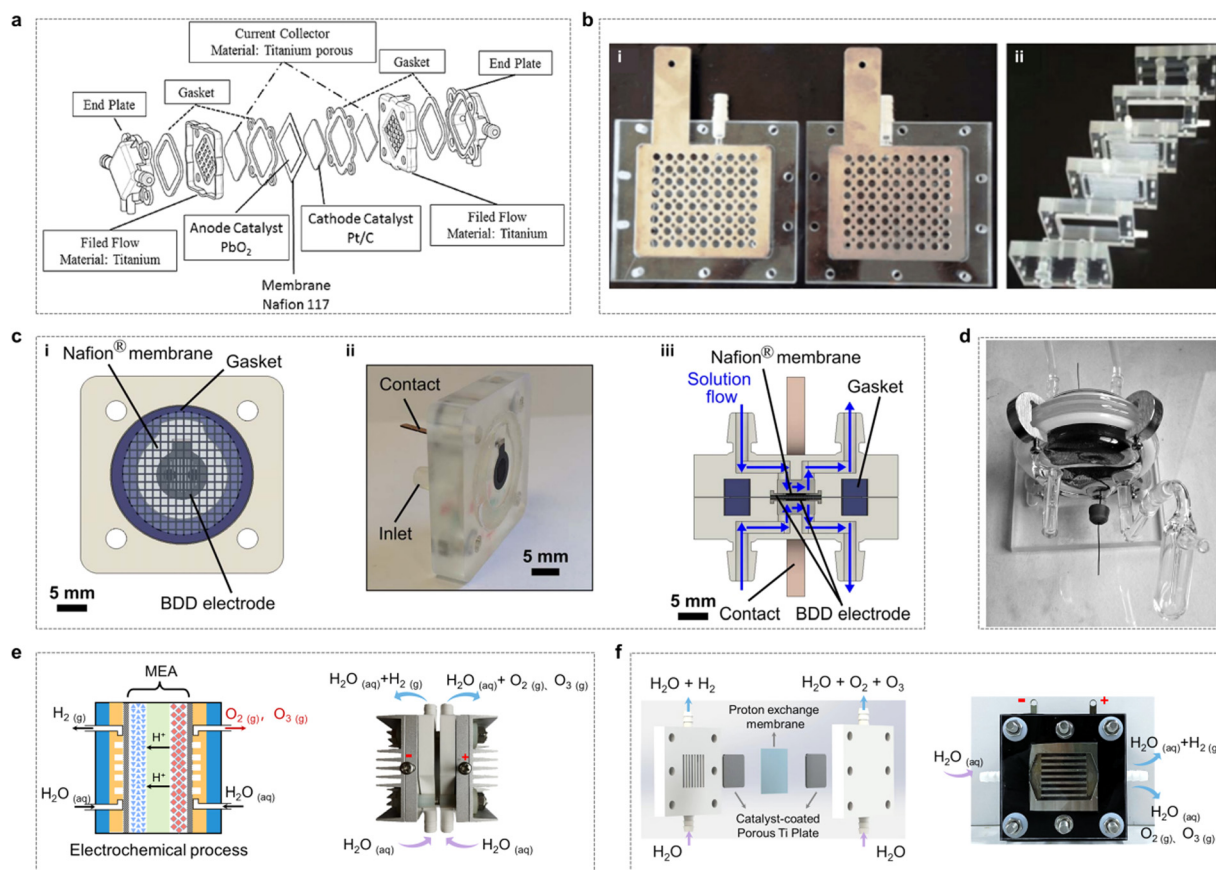 a
Current Collector
Material: Titanium porous
Gasket
End Plate
Gasket
End Plate
Filed Flow
Material: Titanium
Anode Catalyst
PbO2
Cathode Catalyst
Pt/C
Filed Flow
Material: Titanium
Membrane
Nafion 117
b
i
ii
c
i
Nafion® membrane
Gasket
5 mm
BDD electrode
ii
Contact
Inlet
5 mm
iii
Nafion® membrane
Solution
flow
Gasket
5 mm
Contact
BDD electrode
d
e
MEA
H2 (g)
O2 (g)、 O3 (g)
H+
H+
H2O (aq)
H2O (aq)
Electrochemical process
H2O (aq)+H2 (g)
H2O (aq)+ O2 (g)、 O3 (g)
-
+
H2O (aq)
H2O (aq)
f
H2O + H2
H2O + O2 + O3
Proton exchange
membrane
Catalyst-coated
Porous Ti Plate
H2O
H2O
-
+
H2O (aq)
H2O (aq)+H2 (g)
H2O (aq)
O2 (g)、 O3 (g)